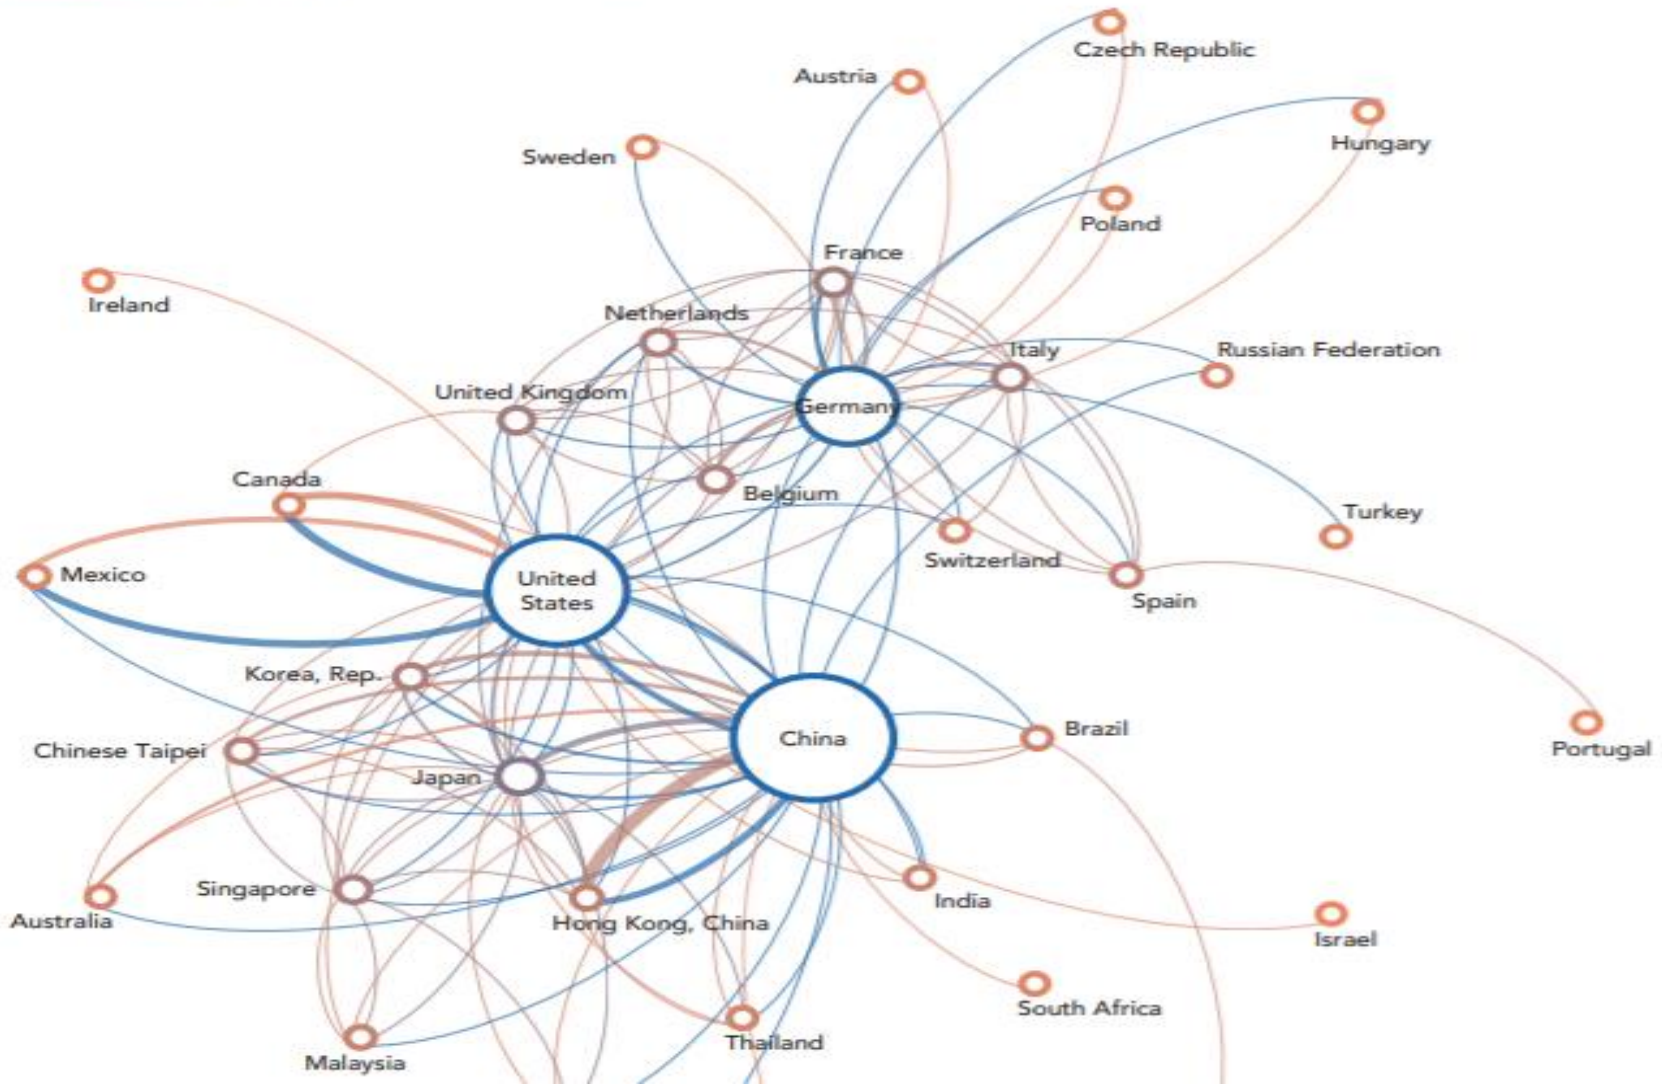 Czech Republic
Austria
Hungary
Sweden
Poland
France
Ireland
Netherlands
Italy
Russian Federation
United Kingdom
Germany
Canada
Belgium
Turkey
Switzerland
Mexico
United
States
Spain
Korea, Rep.
Brazil
China
Chinese Taipei
Portugal
Japan
Singapore
India
Australia
Hong Kong, China
Israel
South Africa
Thailand
Malaysia